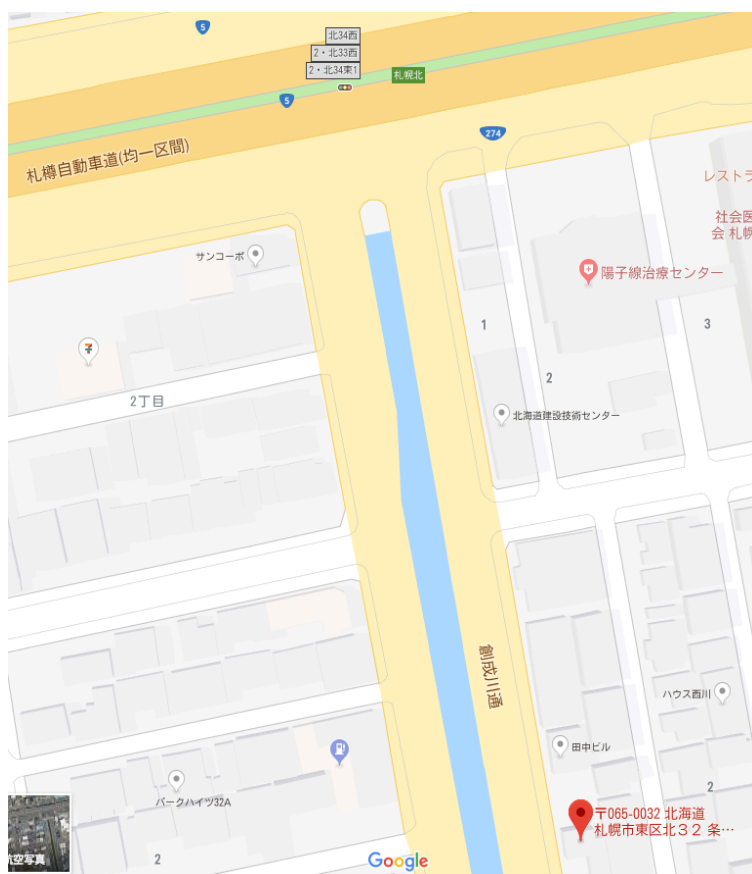 5
北34西
2・北33西
2・北34東1
札幌北
5
274
札樽自動車道(均一区間)
レストラ
社会医
会 札幌
サンコーポ
陽子線治療センター
1
3
7
2
2丁目
北海道建設技術センター
創成川通
ハウス西川
田中ビル
2
パークハイツ32A
〒065-0032 北海道
札幌市東区北3２条…
航空写真
2
Google